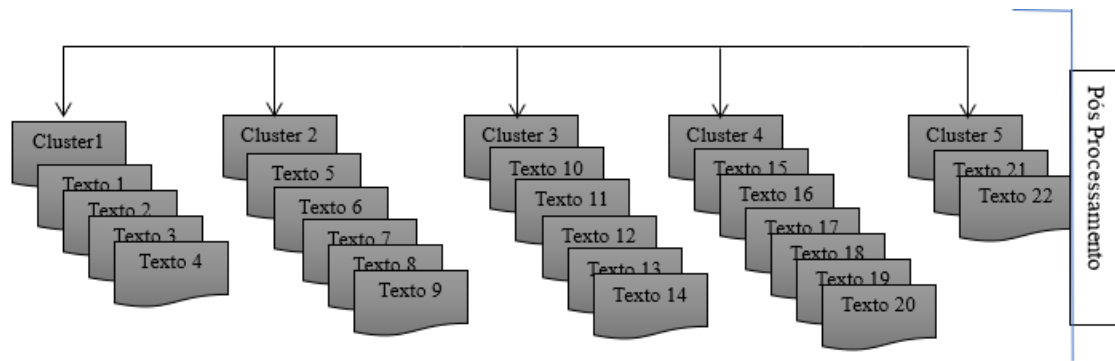 Cluster1
Texto 1
Texto 2
Texto 3
Texto 4
Cluster 2
Texto 5
Texto 6
Texto 7
Texto 8
Texto 9
Cluster 3
Texto 10
Texto 11
Texto 12
Texto 13
Texto 14
Cluster 4
Texto 15
Texto 16
Texto 17
Texto 18
Texto 19
Texto 20
Cluster 5
Texto 21
Texto 22
Pós Processamento